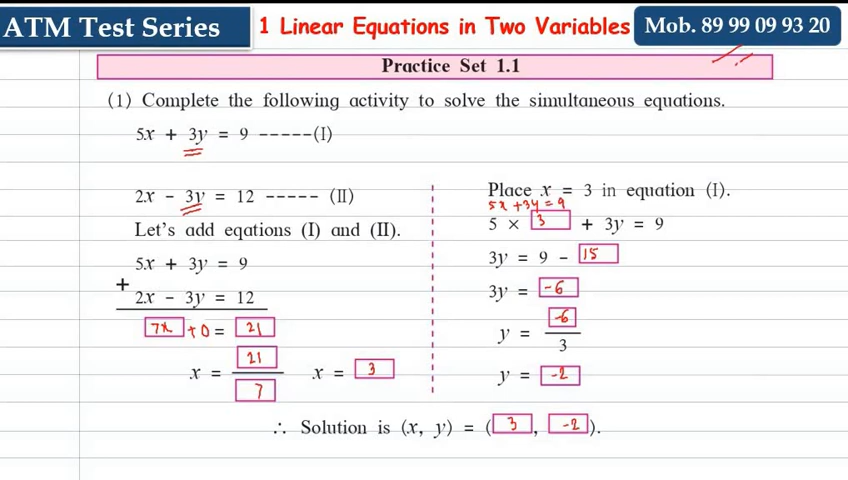 ATM Test Series
1 Linear Equations in Two Variables
Mob. 89 99 09 93 20
Practice Set 1.1
(1) Complete the following activity to solve the simultaneous equations.
5x + 3y = 9 -----(I)
2x - 3y = 12 ----- (II)
Let's add eqations (I) and (II).
5x + 3y = 9
+
2x - 3y = 12
7x +0 = 21
x = 21
7
x = 3
Place x = 3 in equation (I).
5x +3y = 9
5 × 3 + 3y = 9
3y = 9 - 15
3y = -6
y = -6
3
y = -2
∴ Solution is (x, y) = (3, -2).